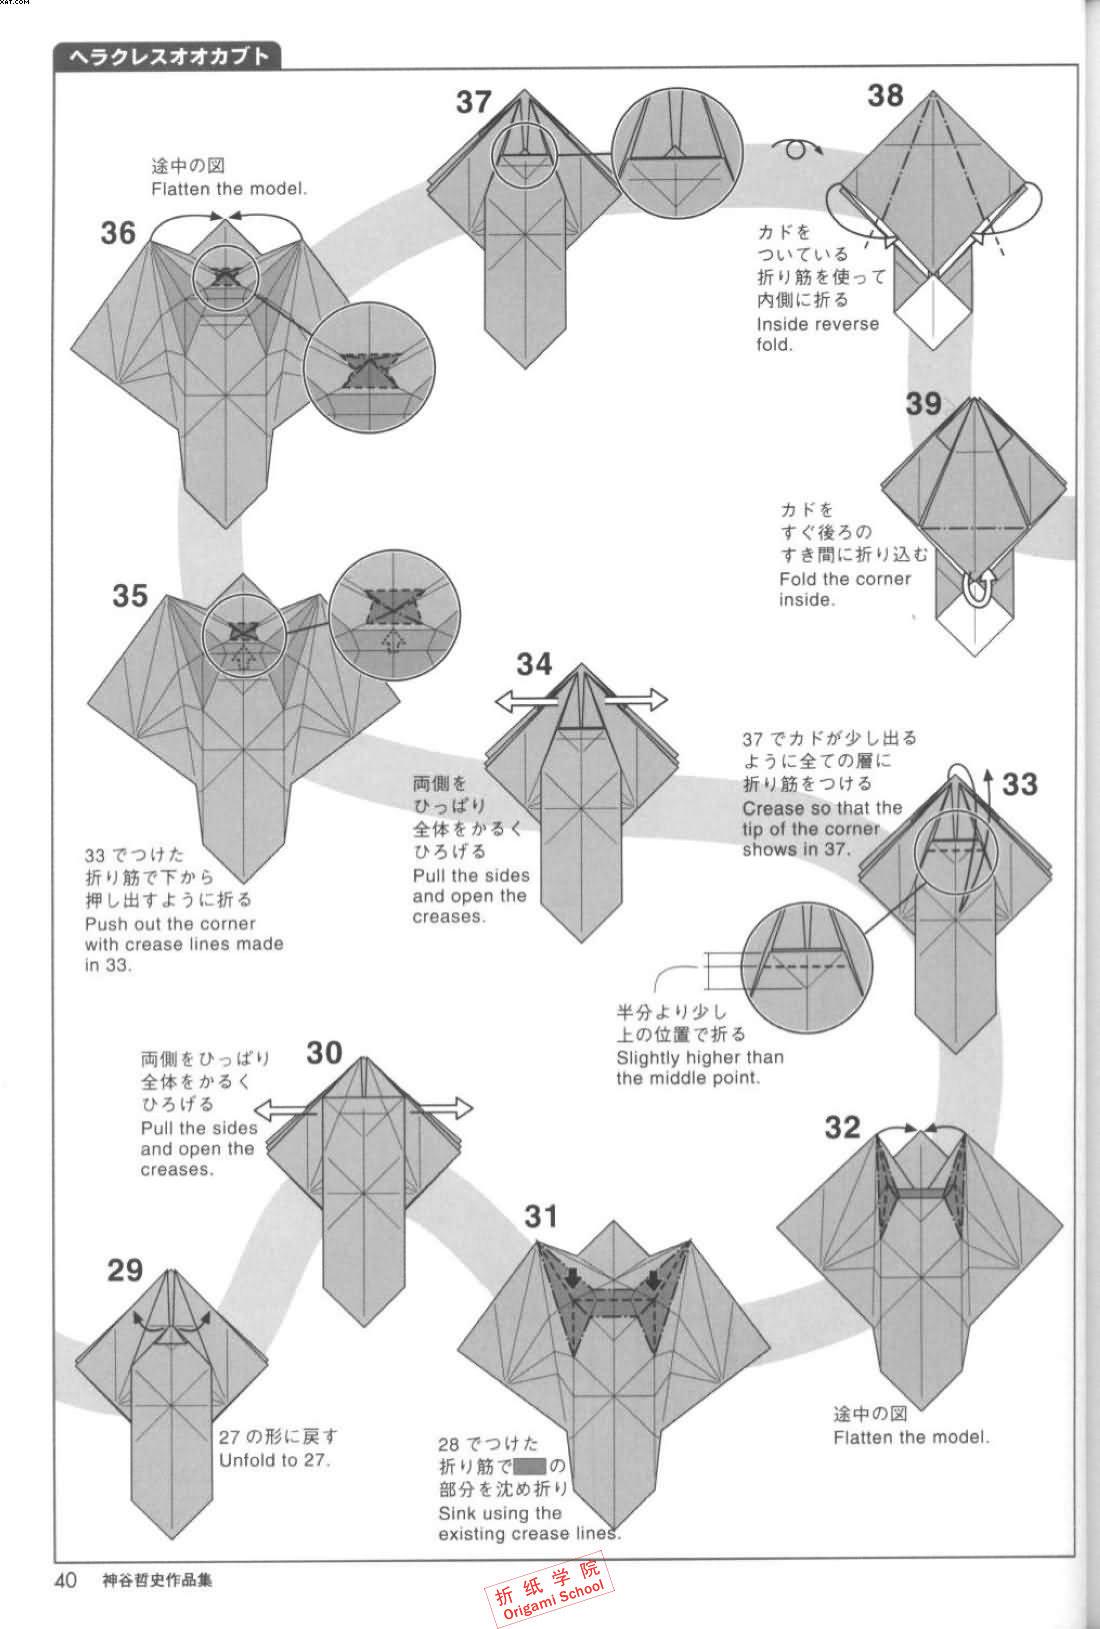 XAT.COM
ヘラクレスオオカブト
37
38
途中の図
Flatten the model.
36
カドを
ついている
折り筋を使って
内側に折る
Inside reverse
fold.
39
カドを
すぐ後ろの
すき間に折り込む
Fold the corner
inside.
35
34
37でカドが少し出る
ように全ての層に
折り筋をつける
Crease so that the
tip of the corner
shows in 37.
33
両側を
ひっぱり
全体をかるく
ひろげる
Pull the sides
and open the
creases.
33でつけた
折り筋で下から
押し出すように折る
Push out the corner
with crease lines made
in 33.
半分より少し
上の位置で折る
Slightly higher than
the middle point.
30
両側をひっぱり
全体をかるく
ひろげる
Pull the sides
and open the
creases.
32
31
29
27の形に戻す
Unfold to 27.
途中の図
Flatten the model.
28でつけた
折り筋で の
部分を沈め折り
Sink using the
existing crease lines.
40 神谷哲史作品集
折纸学院
Origami School